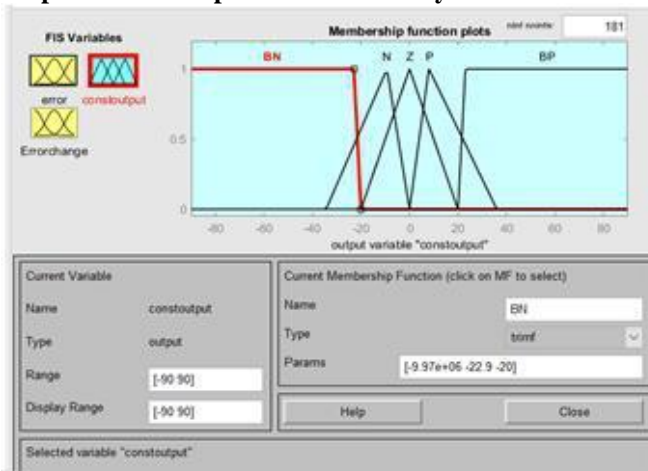 FIS Variables
Membership function plots
plot points:
181
error
constoutput
Errorchange
BN
N
Z
P
BP
1
0.5
0
-80
-60
-40
-20
0
20
40
60
80
output variable "constoutput"
Current Variable
Name
constoutput
Type
output
Range
[-90 90]
Display Range
[-90 90]
Current Membership Function (click on MF to select)
Name
BN
Type
trimf
Params
[-9.97e+06 -22.9 -20]
Help
Close
Selected variable "constoutput"